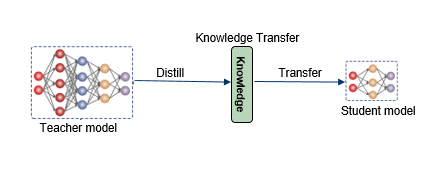 Knowledge Transfer
Distill
Knowledge
Transfer
Teacher model
Student model